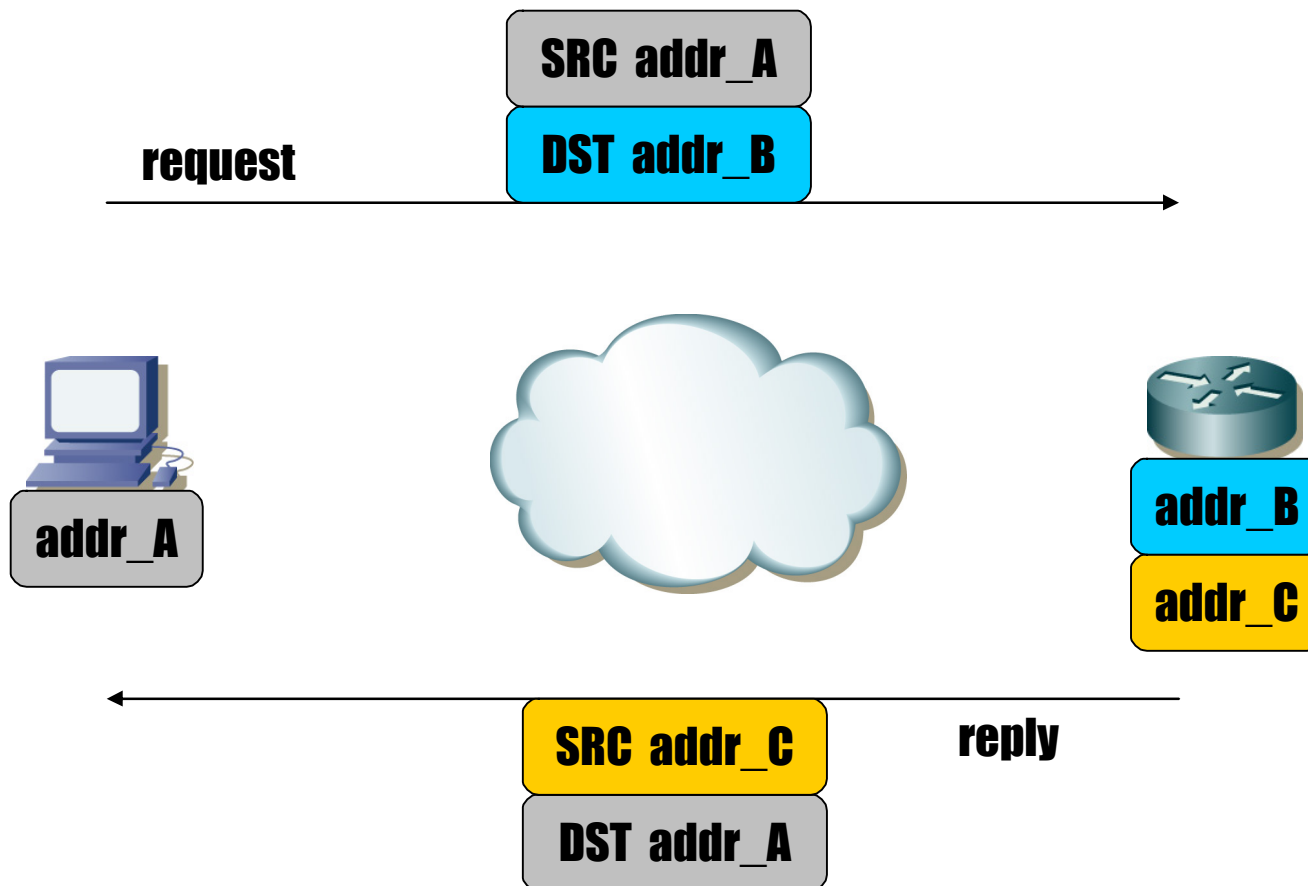 SRC addr_A
DST addr_B
request
addr_A
addr_B
addr_C
SRC addr_C
reply
DST addr_A